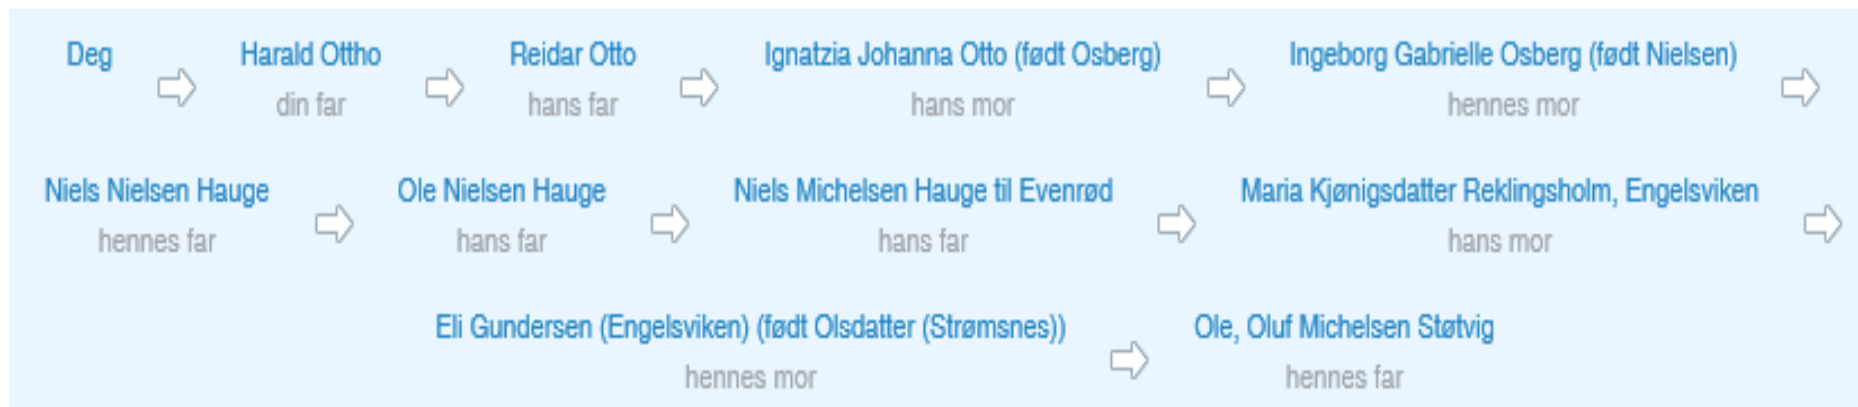 Deg Harald Ottho Reidar Otto Ignatzia Johanna Otto (født Osberg) Ingeborg Gabrielle Osberg (født Nielsen)
din far hans far hans mor hennes mor
Niels Nielsen Hauge Ole Nielsen Hauge Niels Michelsen Hauge til Evenrød Maria Kjønigsdatter Reklingsholm, Engelsviken
hennes far hans far hans far hans mor
Eli Gundersen (Engelsviken) (født Olsdatter (Strømsnes)) Ole, Oluf Michelsen Støtvig
hennes mor hennes far